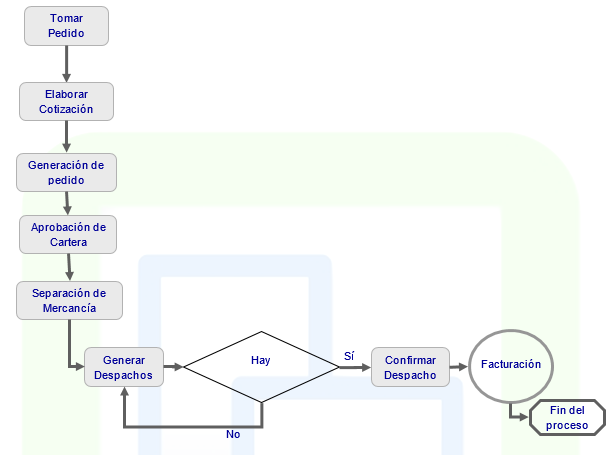 Tomar
Pedido
Elaborar
Cotización
Generación de
pedido
Aprobación de
Cartera
Separación de
Mercancía
Generar
Despachos
Hay
Sí
No
Confirmar
Despacho
Facturación
Fin del
proceso